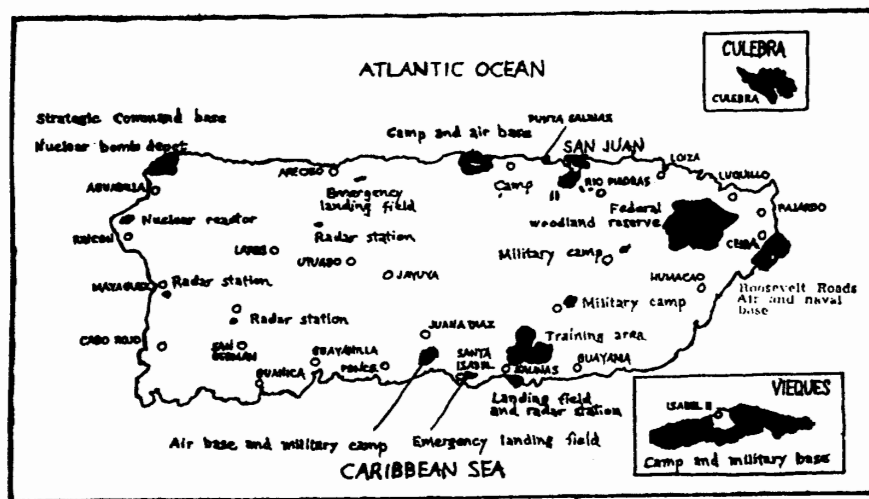 CULEBRA
CULEBRA
ATLANTIC OCEAN
Strategic Command base
Nuclear bombs depot
Camp and air base
PUNTA SALINAS
SAN JUAN
LOIZA
ARECIBO
AGUADILLA
Emergency
landing field
Camp
RIO PIEDRAS
LUQUILLO
FAJARDO
Nuclear reactor
Federal
woodland reserve
RINCON
Radar station
LARES
UTUADO
JAYUYA
Military camp
CEIBA
HUMACAO
Roosevelt Roads
Air and naval
base
MAYAGUEZ
Radar station
Military camp
Radar station
JUANA DIAZ
Training area
CABO ROJO
SAN
GERMAN
GUAYANILLA
PONCE
SANTA
ISABEL
SALINAS
GUAYAMA
GUANICA
Landing field
and radar station
VIEQUES
ISABEL II
Camp and military base
Air base and military camp
Emergency landing field
CARIBBEAN SEA